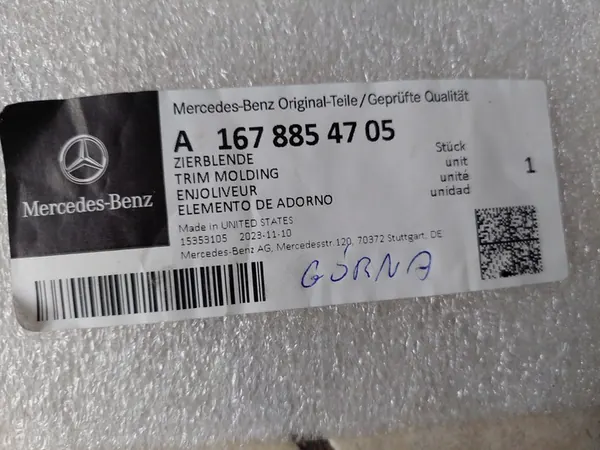 Mercedes-Benz Original-Teile/Geprüfte Qualität
A 167 885 47 05
ZIERBLENDE
TRIM MOLDING
ENJOLIVEUR
ELEMENTO DE ADORNO
Stück
unit
unité
unidad
1
Mercedes-Benz
Made in UNITED STATES
15353105 2023-11-10
Mercedes-Benz AG, Mercedesstr.120, 70372 Stuttgart, DE
GÓRNA